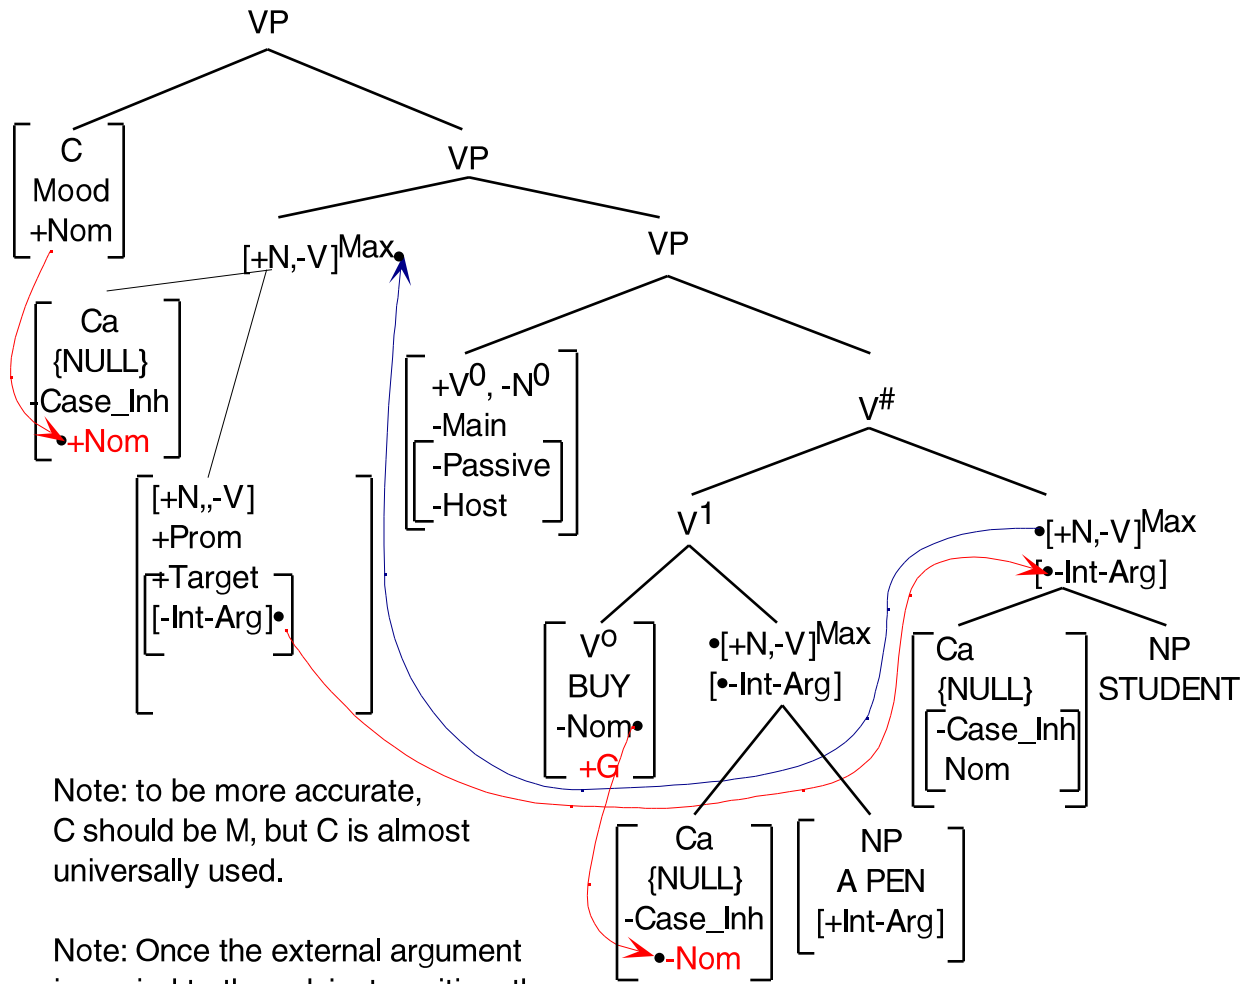 VP
C
Mood
+Nom
VP
[+N,-V]Max
VP
Ca
{NULL}
-Case_Inh
+Nom
+V0, -N0
-Main
-Passive
-Host
V#
[+N,,-V]
+Prom
+Target
[-Int-Arg]
V1
[+N,-V]Max
[-Int-Arg]
Vo
BUY
-Nom
+G
[+N,-V]Max
[-Int-Arg]
Ca
{NULL}
-Case_Inh
Nom
NP
STUDENT
Ca
{NULL}
-Case_Inh
-Nom
NP
A PEN
[+Int-Arg]
Note: to be more accurate,
C should be M, but C is almost
universally used.
Note: Once the external argument